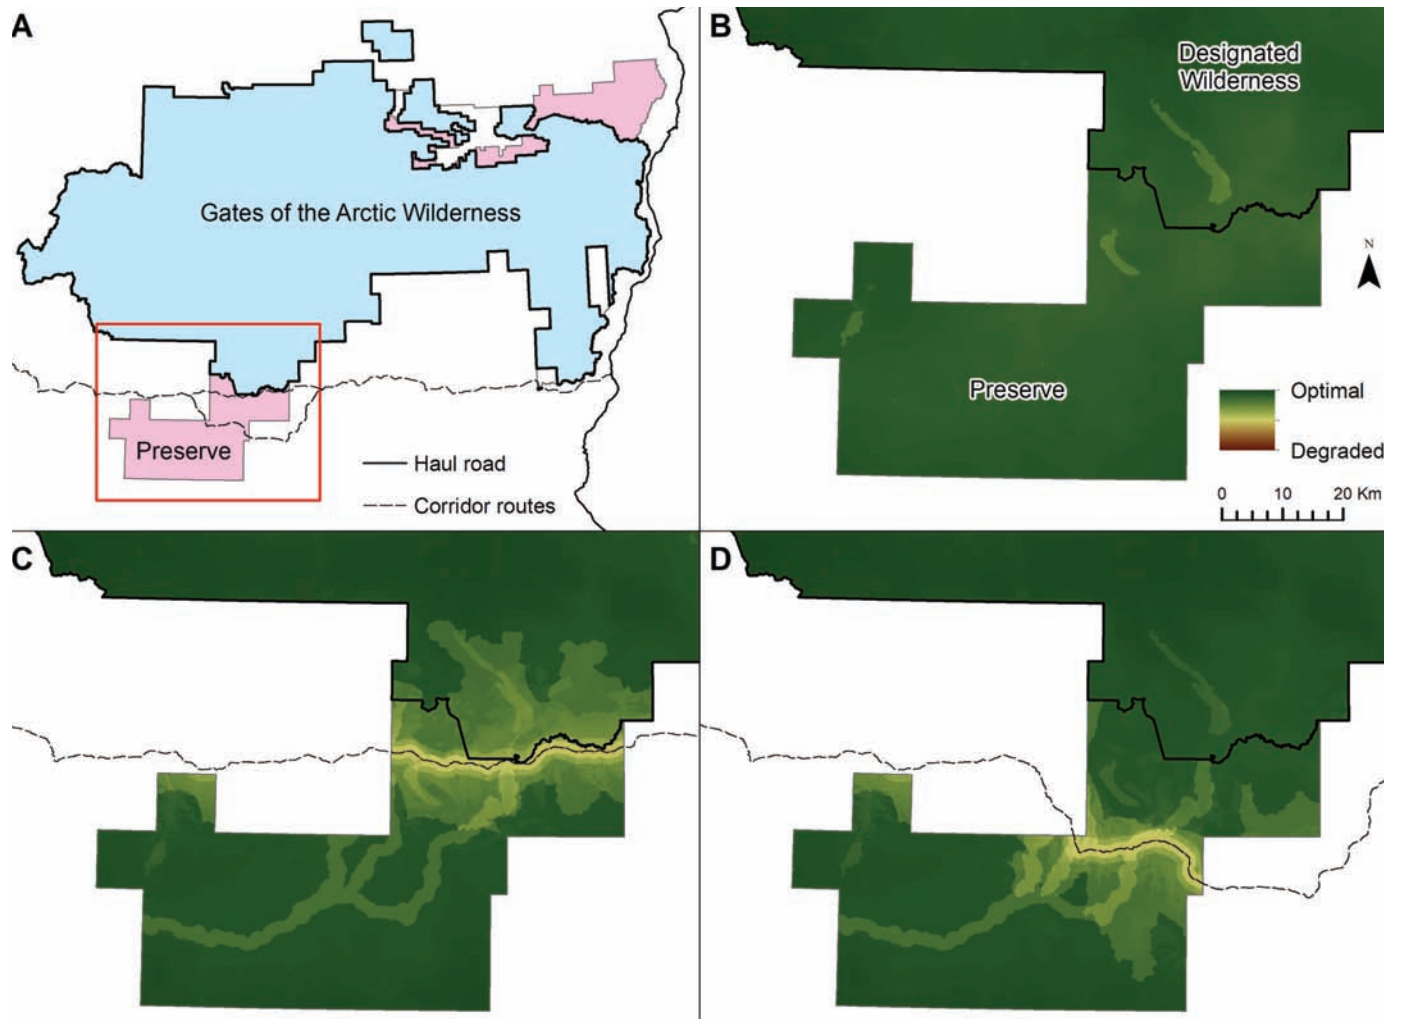 A
Gates of the Arctic Wilderness
Preserve
Haul road
Corridor routes
B
Designated
Wilderness
N
Preserve
Optimal
Degraded
0 10 20 Km
C
D